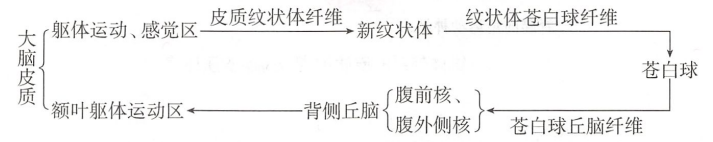 大脑皮质
躯体运动、感觉区
皮质纹状体纤维
新纹状体
纹状体苍白球纤维
苍白球
额叶躯体运动区
背侧丘脑
腹前核、
腹外侧核
苍白球丘脑纤维